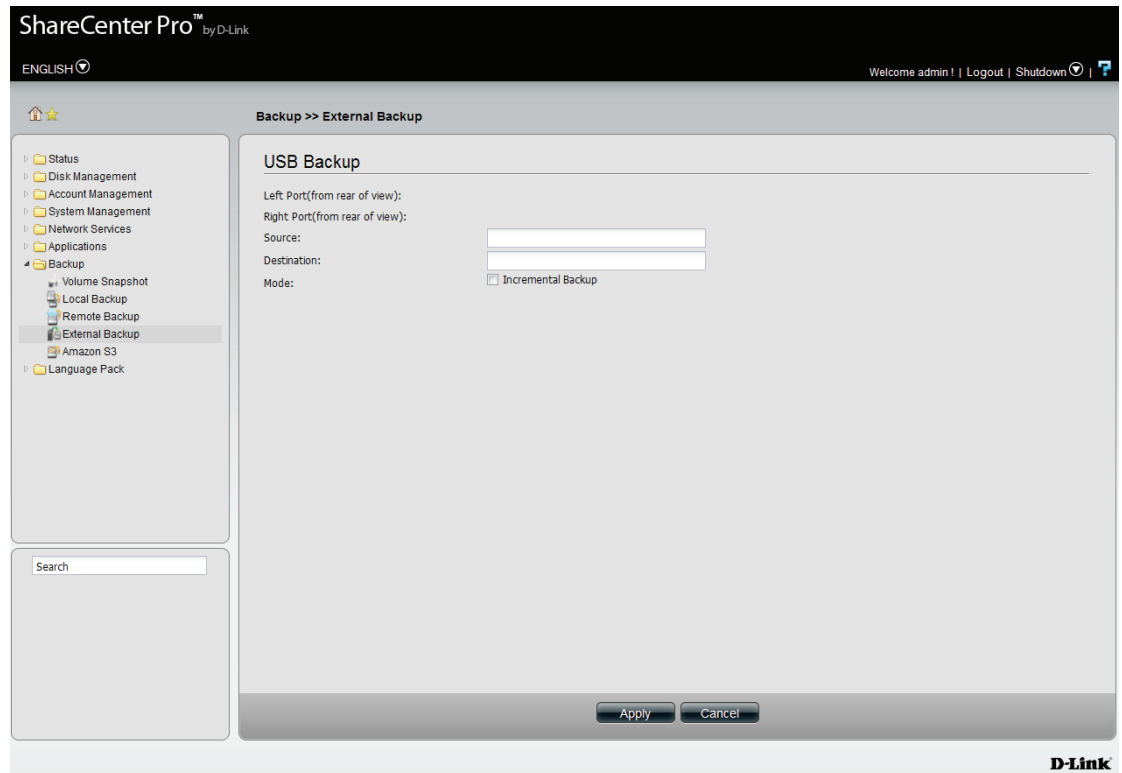 ShareCenter Pro™ by D-Link
ENGLISH
Welcome admin ! | Logout | Shutdown | ?
Backup >> External Backup
Status
Disk Management
Account Management
System Management
Network Services
Applications
Backup
Volume Snapshot
Local Backup
Remote Backup
External Backup
Amazon S3
Language Pack
Search
USB Backup
Left Port(from rear of view):
Right Port(from rear of view):
Source:
Destination:
Mode: Incremental Backup
Apply Cancel
D-Link